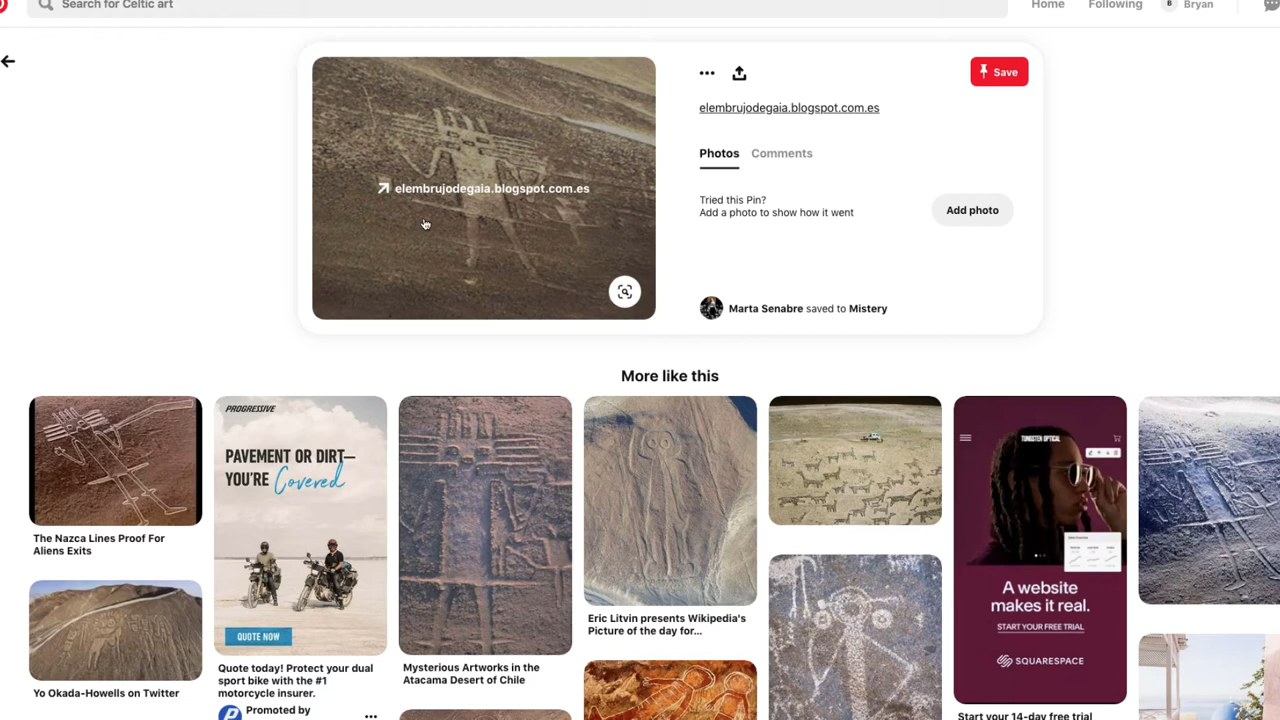 Search for Celtic art
Home
Following
B
Bryan
elembrujodegaia.blogspot.com.es
Save
elembrujodegaia.blogspot.com.es
Photos
Comments
Tried this Pin?
Add a photo to show how it went
Add photo
Marta Senabre saved to Mistery
More like this
The Nazca Lines Proof For
Aliens Exits
Yo Okada-Howells on Twitter
PROGRESSIVE
PAVEMENT OR DIRT—
YOU'RE Covered
QUOTE NOW
Quote today! Protect your dual
sport bike with the #1
motorcycle insurer.
Promoted by
Mysterious Artworks in the
Atacama Desert of Chile
Eric Litvin presents Wikipedia's
Picture of the day for...
TUNGSTEN OPTICAL
A website
makes it real.
START YOUR FREE TRIAL
SQUARESPACE
Start your 14-day free trial